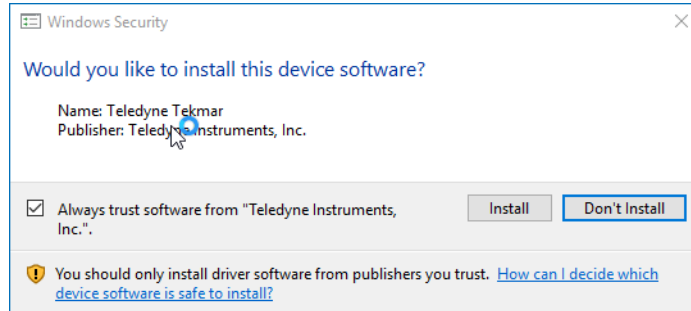 Windows Security
Would you like to install this device software?
Name: Teledyne Tekmar
Publisher: Teledyne Instruments, Inc.
Always trust software from "Teledyne Instruments,
Inc.".
Install
Don't Install
You should only install driver software from publishers you trust. How can I decide which
device software is safe to install?